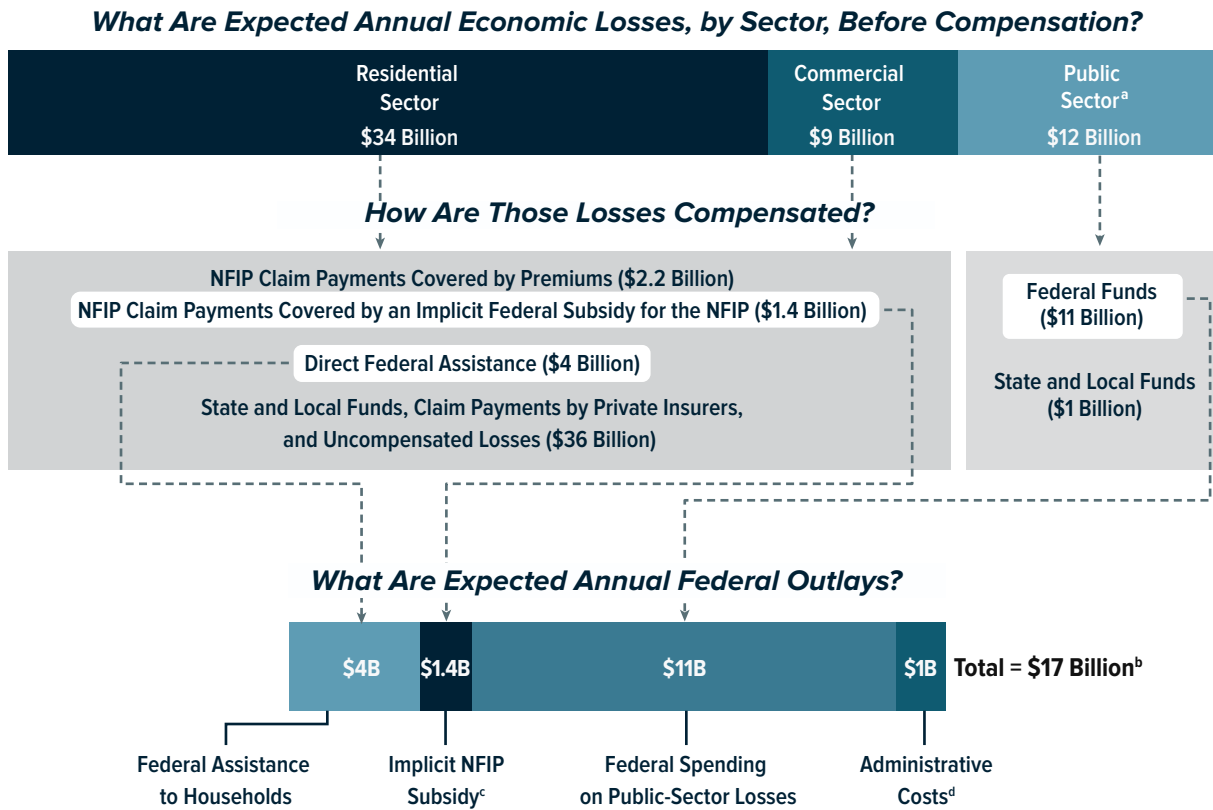 What Are Expected Annual Economic Losses, by Sector, Before Compensation?
Residential
Sector
$34 Billion
Commercial
Sector
$9 Billion
Public
Sectorᵃ
$12 Billion
How Are Those Losses Compensated?
NFIP Claim Payments Covered by Premiums ($2.2 Billion)
NFIP Claim Payments Covered by an Implicit Federal Subsidy for the NFIP ($1.4 Billion)
Direct Federal Assistance ($4 Billion)
State and Local Funds, Claim Payments by Private Insurers,
and Uncompensated Losses ($36 Billion)
Federal Funds
($11 Billion)
State and Local Funds
($1 Billion)
What Are Expected Annual Federal Outlays?
$4B
$1.4B
$11B
$1B
Total = $17 Billionᵇ
Federal Assistance
to Households
Implicit NFIP
Subsidyᶜ
Federal Spending
on Public-Sector Losses
Administrative
Costsᵈ